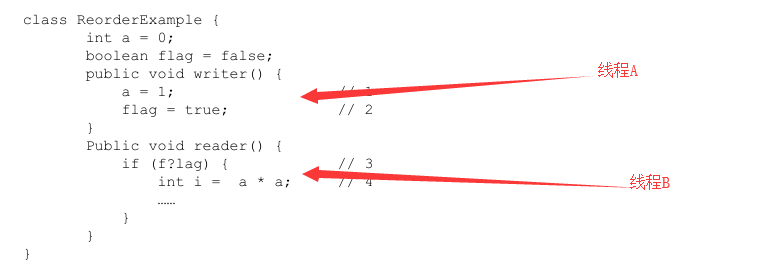 class ReorderExample {
int a = 0;
boolean flag = false;
public void writer() {
a = 1; // 1
flag = true; // 2
}
Public void reader() {
if (f?lag) { // 3
int i = a * a; // 4
……
}
}
}
线程A
线程B